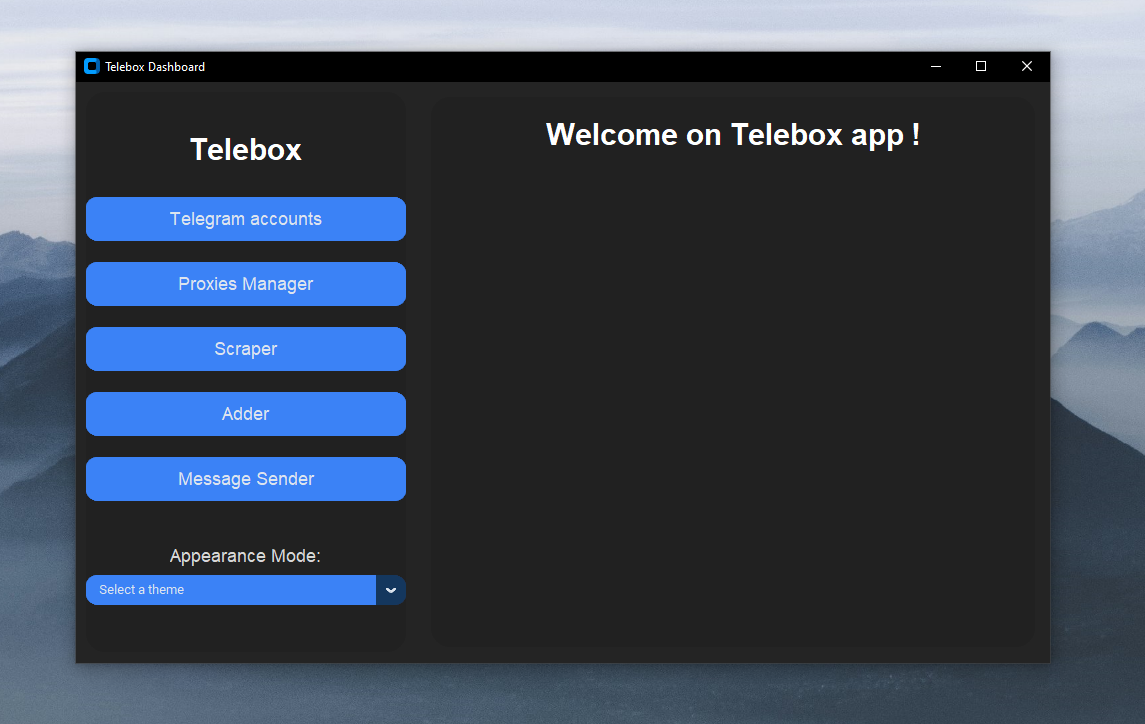 Telebox Dashboard
Telebox
Telegram accounts
Proxies Manager
Scraper
Adder
Message Sender
Appearance Mode:
Select a theme
Welcome on Telebox app !